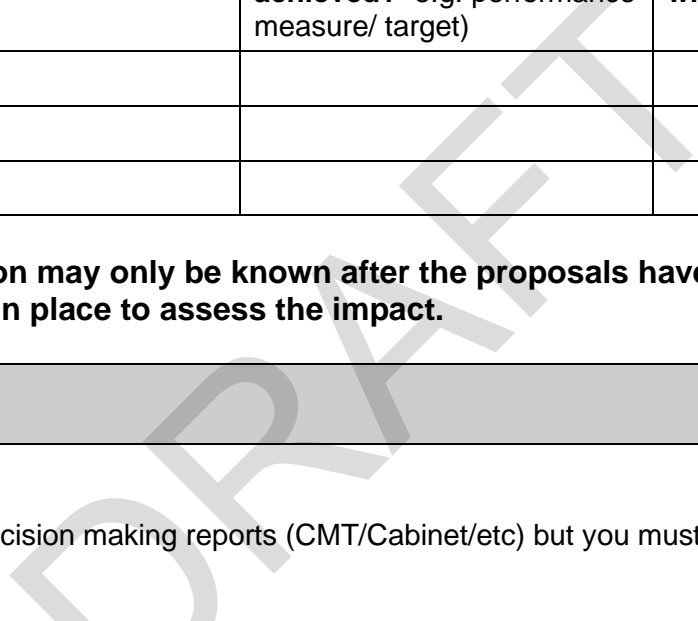 achieved? e.g. performance
measure/ target)
on may only be known after the proposals have
n place to assess the impact.
cision making reports (CMT/Cabinet/etc) but you must
DRAFT